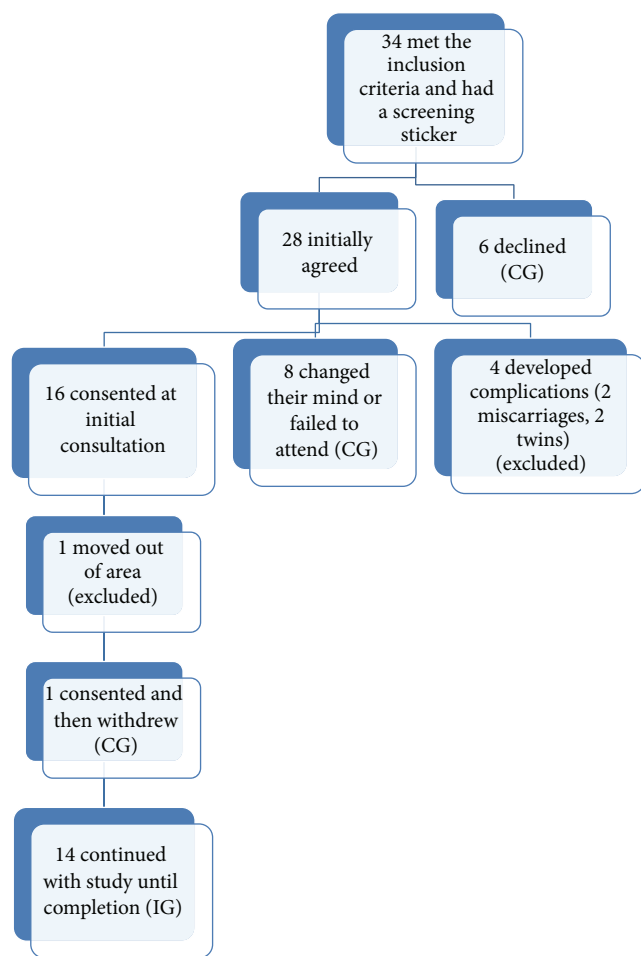 34 met the
inclusion
criteria and had
a screening
sticker
28 initially
agreed
6 declined
(CG)
16 consented at
initial
consultation
8 changed
their mind or
failed to
attend (CG)
4 developed
complications (2
miscarriages, 2
twins)
(excluded)
1 moved out
of area
(excluded)
1 consented and
then withdrew
(CG)
14 continued
with study until
completion (IG)